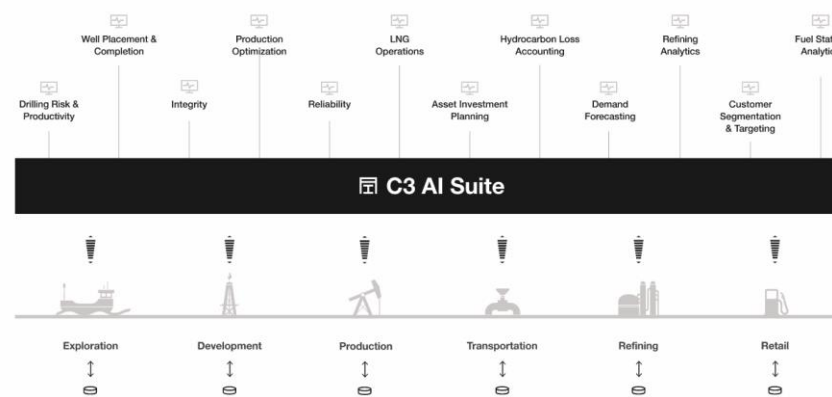 Well Placement &
Completion
Production
Optimization
LNG
Operations
Hydrocarbon Loss
Accounting
Refining
Analytics
Fuel Stat
Analytic
Drilling Risk &
Productivity
Integrity
Reliability
Asset Investment
Planning
Demand
Forecasting
Customer
Segmentation
& Targeting
C3 AI Suite
Exploration
Development
Production
Transportation
Refining
Retail